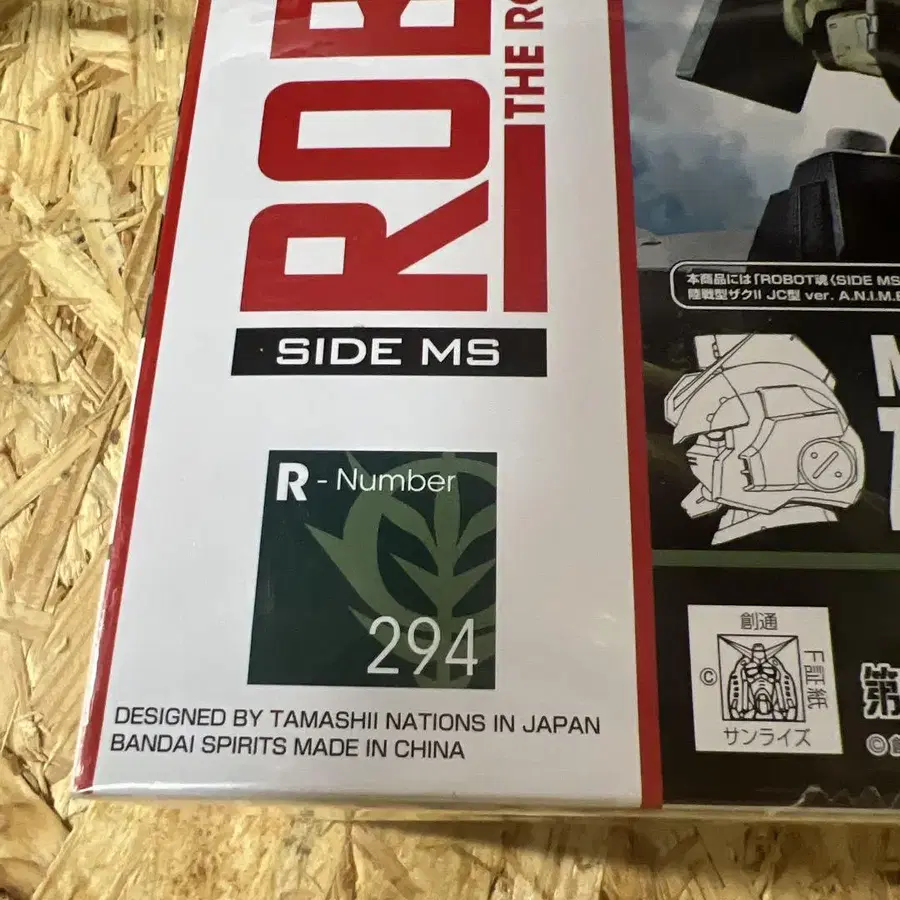 ROB
THE RO
SIDE MS
R - Number
294
DESIGNED BY TAMASHII NATIONS IN JAPAN
BANDAI SPIRITS MADE IN CHINA
本商品には「ROBOT魂〈SIDE MS
陸戦型ザクII JC型 ver. A.N.I.M.E
創通
©
サンライズ
証紙
第
©創